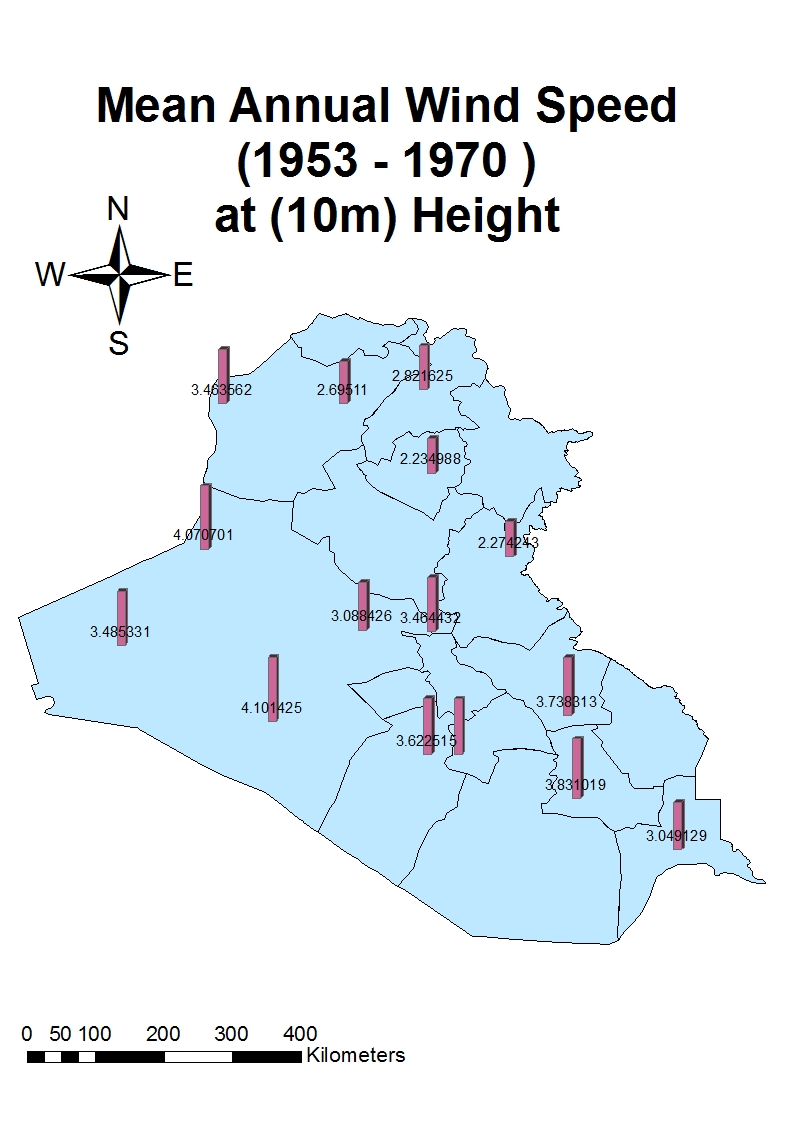 Mean Annual Wind Speed
(1953 - 1970 )
at (10m) Height
N
W
E
S
3.463562
2.69511
2.821625
2.234988
4.070701
2.274243
3.485331
3.088426
3.464432
4.101425
3.738313
3.622515
3.831019
3.049129
0 50 100 200 300 400
Kilometers